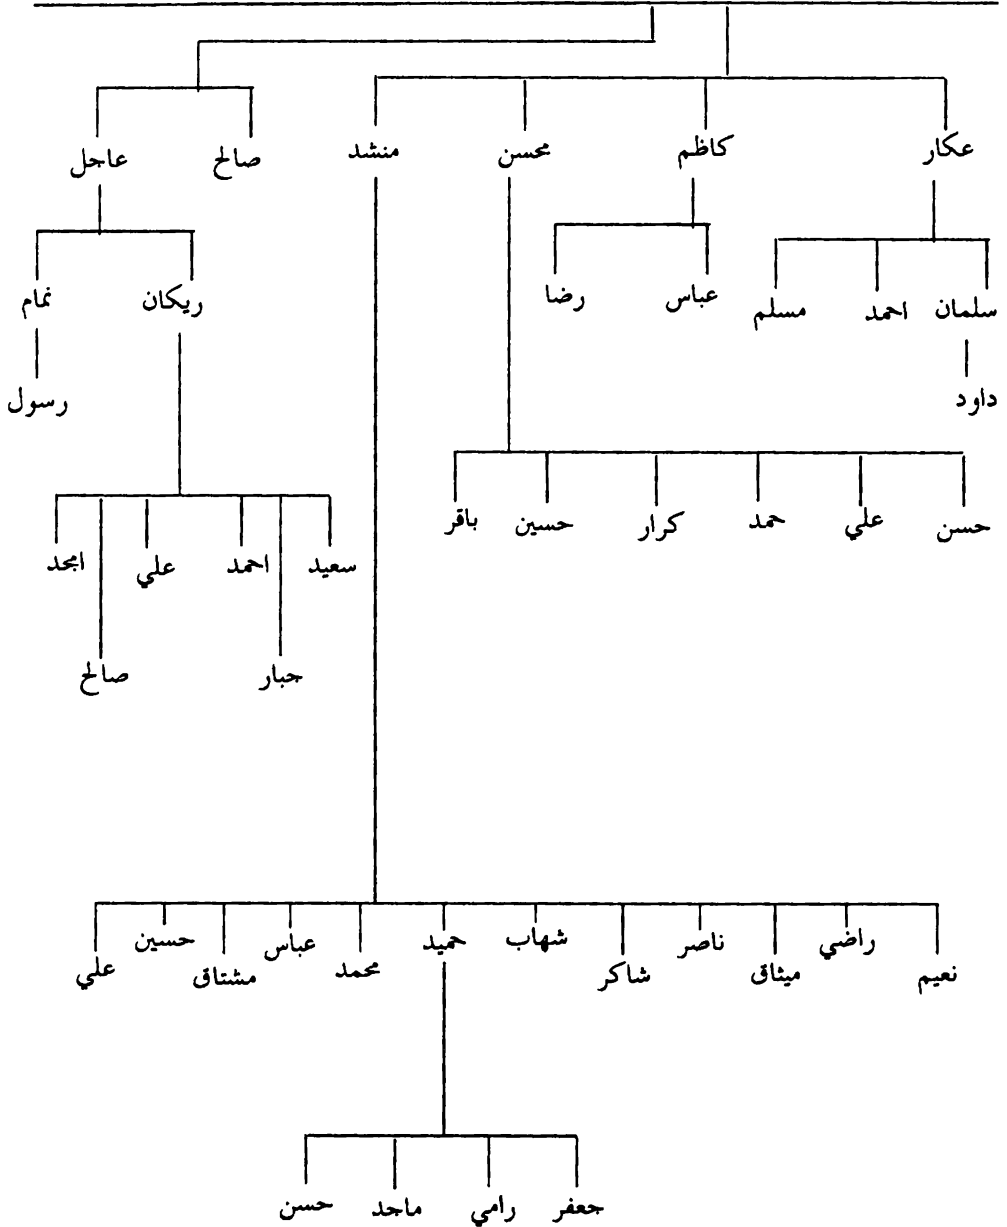 عكار كاظم محسن منشد صالح عاجل
سلمان احمد مسلم عباس رضا ريكان نمام
داود رسول
حسن علي حمد كرار حسين باقر
سعيد احمد علي امجد
جبار صالح
نعيم راضي ميثاق ناصر شاكر شهاب حميد محمد عباس مشتاق حسين علي
جعفر رامي ماجد حسن